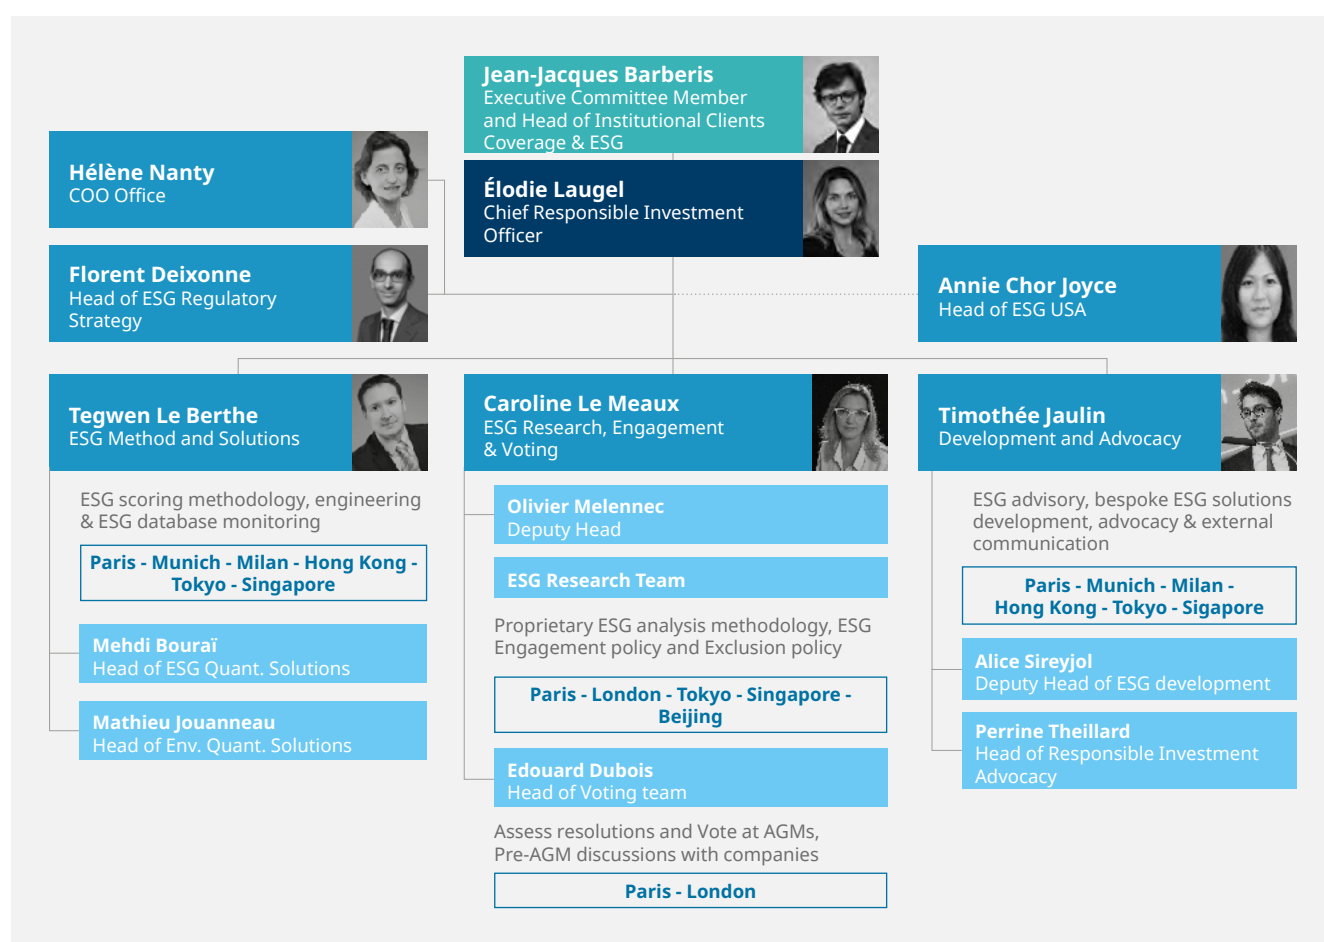 Jean-Jacques Barberis
Executive Committee Member
and Head of Institutional Clients
Coverage & ESG
Hélène Nanty
COO Office
Élodie Laugel
Chief Responsible Investment
Officer
Florent Deixonne
Head of ESG Regulatory
Strategy
Annie Chor Joyce
Head of ESG USA
Tegwen Le Berthe
ESG Method and Solutions
ESG scoring methodology, engineering
& ESG database monitoring
Paris - Munich - Milan - Hong Kong -
Tokyo - Singapore
Mehdi Bouraï
Head of ESG Quant. Solutions
Mathieu Jouanneau
Head of Env. Quant. Solutions
Caroline Le Meaux
ESG Research, Engagement
& Voting
Olivier Melennec
Deputy Head
ESG Research Team
Proprietary ESG analysis methodology, ESG
Engagement policy and Exclusion policy
Paris - London - Tokyo - Singapore -
Beijing
Edouard Dubois
Head of Voting team
Assess resolutions and Vote at AGMs,
Pre-AGM discussions with companies
Paris - London
Timothée Jaulin
Development and Advocacy
ESG advisory, bespoke ESG solutions
development, advocacy & external
communication
Paris - Munich - Milan -
Hong Kong - Tokyo - Sigapore
Alice Sireyjol
Deputy Head of ESG development
Perrine Theillard
Head of Responsible Investment
Advocacy